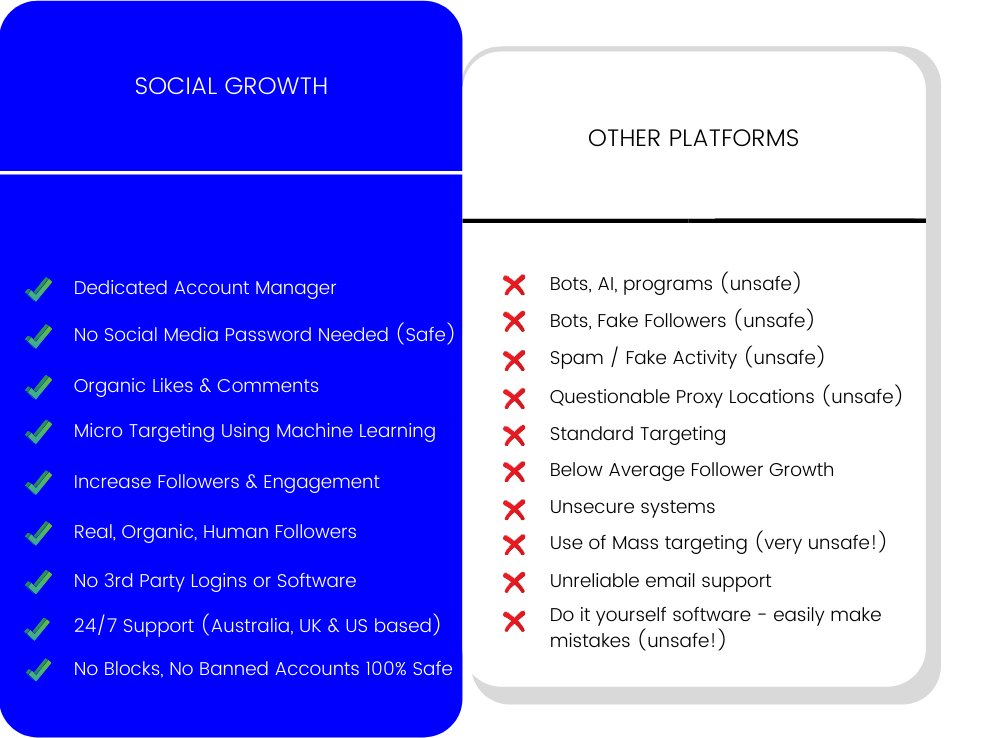 SOCIAL GROWTH
Dedicated Account Manager
No Social Media Password Needed (Safe)
Organic Likes & Comments
Micro Targeting Using Machine Learning
Increase Followers & Engagement
Real, Organic, Human Followers
No 3rd Party Logins or Software
24/7 Support (Australia, UK & US based)
No Blocks, No Banned Accounts 100% Safe
OTHER PLATFORMS
Bots, AI, programs (unsafe)
Bots, Fake Followers (unsafe)
Spam / Fake Activity (unsafe)
Questionable Proxy Locations (unsafe)
Standard Targeting
Below Average Follower Growth
Unsecure systems
Use of Mass targeting (very unsafe!)
Unreliable email support
Do it yourself software - easily make
mistakes (unsafe!)